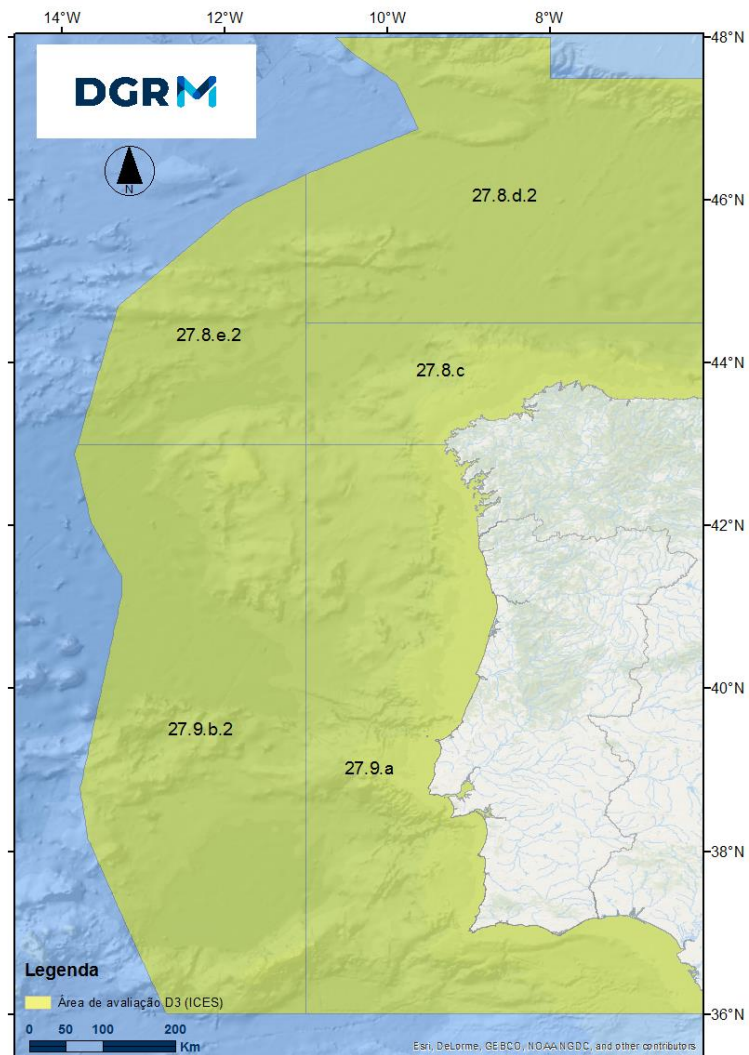 14°W 12°W 10°W 8°W
48°N
DGRM
N
46°N
27.8.d.2
27.8.e.2
44°N
27.8.c
42°N
40°N
27.9.b.2
27.9.a
38°N
Legenda
Área de avaliação D3 (ICES)
0 50 100 200
Km
36°N
Esri, DeLorme, GEBCO, NOAA NGDC, and other contributors